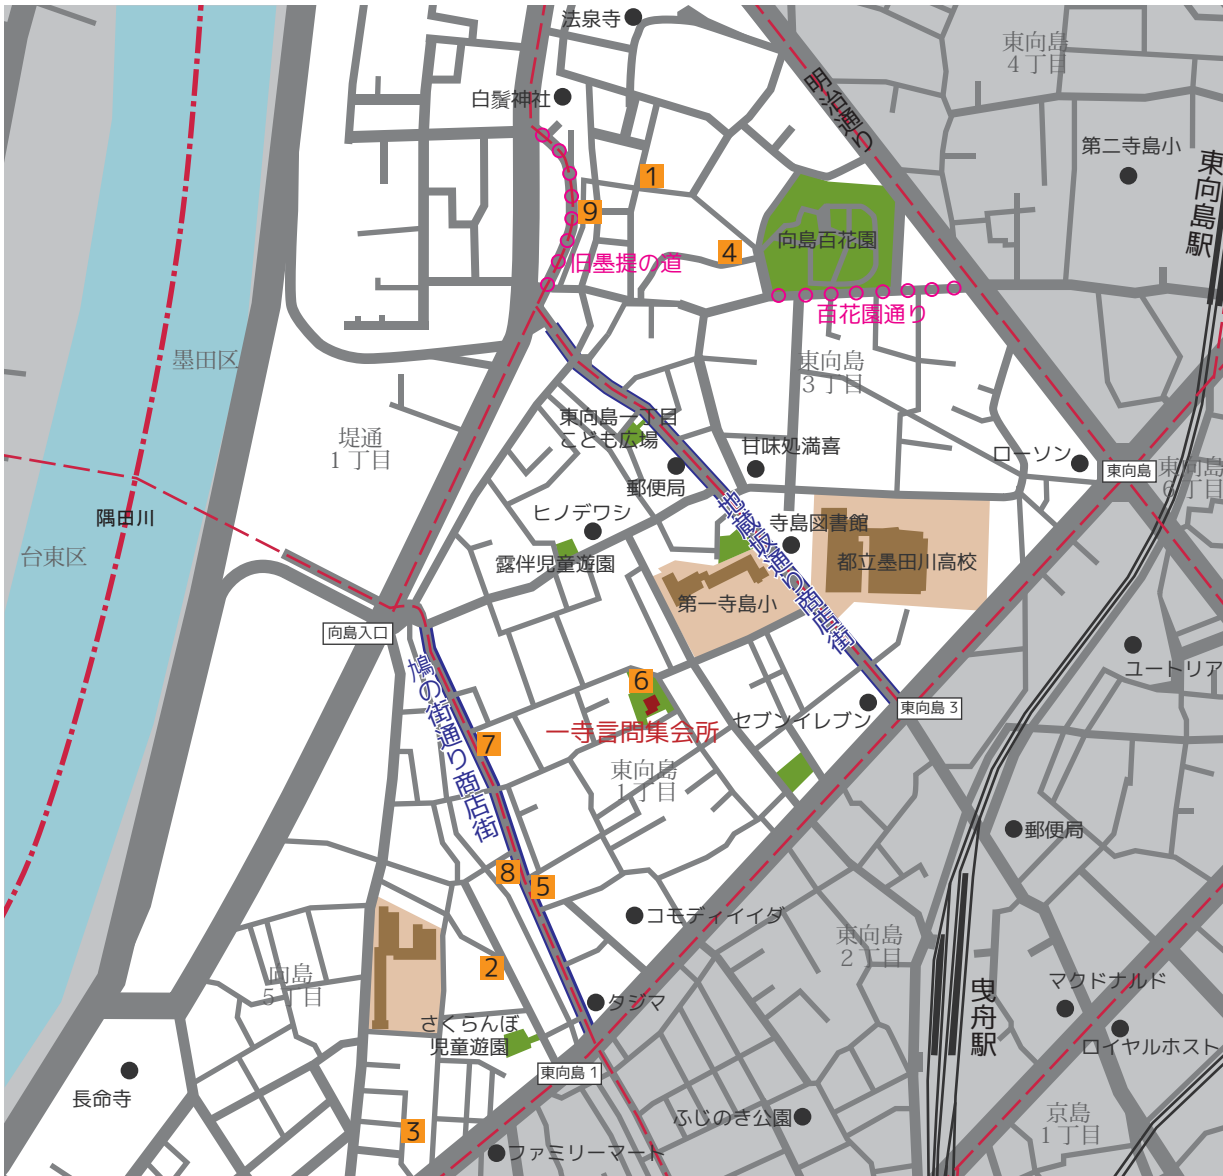 法泉寺
東向島
4丁目
明治通り
白鬚神社
第二寺島小
東向島駅
1
9
向島百花園
4
旧墨提の道
百花園通り
墨田区
東向島
3丁目
東向島一丁目
こども広場
堤通
1丁目
甘味処満喜
ローソン
東向島
東向島
6丁目
郵便局
地蔵坂通り商店街
隅田川
ヒノデワシ
寺島図書館
台東区
露伴児童遊園
都立墨田川高校
第一寺島小
向島入口
鳩の街通り商店街
ユートリア
6
セブンイレブン
東向島 3
一寺言問集会所
7
東向島
1丁目
郵便局
8
5
コモディイイダ
東向島
2丁目
2
向島
5丁目
曳舟駅
マクドナルド
タジマ
さくらんぼ
児童遊園
ロイヤルホスト
東向島 1
長命寺
ふじのき公園
京島
1丁目
3
ファミリーマート